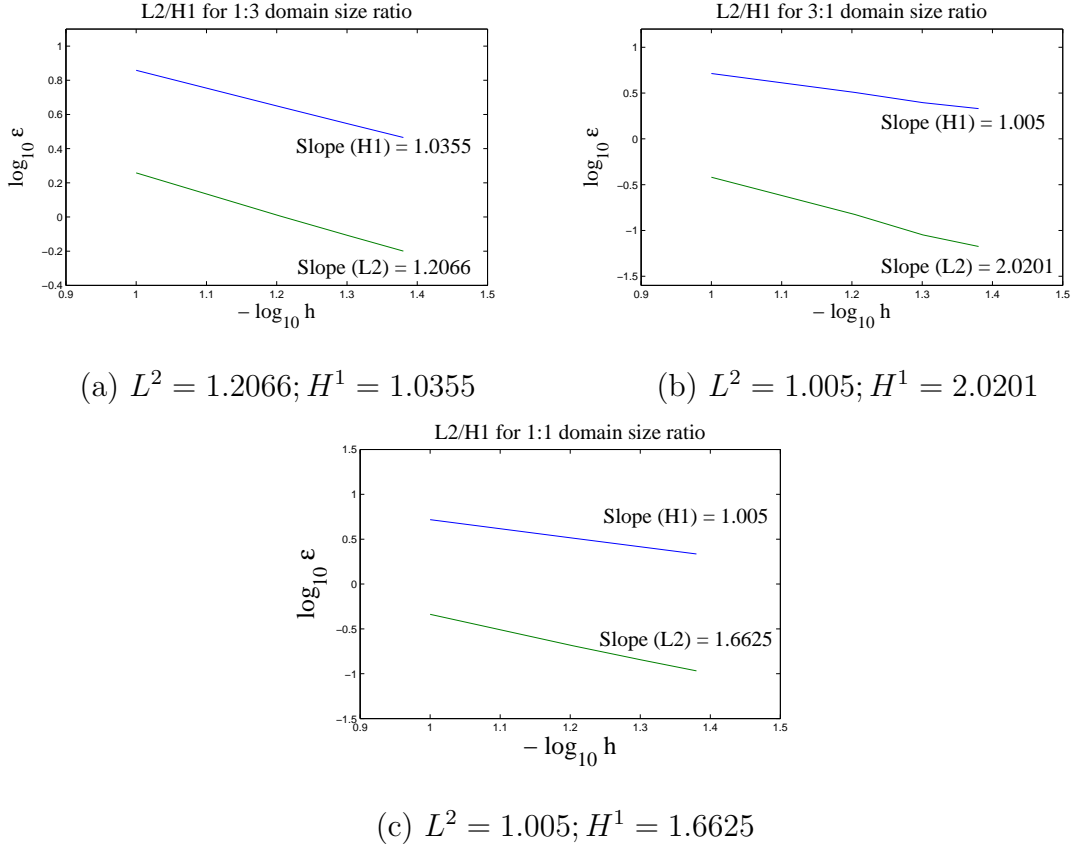 L2/H1 for 1:3 domain size ratio
1
0.8
0.6
0.4
0.2
0
−0.2
−0.4
log10 ε
Slope (H1) = 1.0355
Slope (L2) = 1.2066
0.9 1 1.1 1.2 1.3 1.4 1.5
− log10 h
(a) L² = 1.2066; H¹ = 1.0355
L2/H1 for 3:1 domain size ratio
1
0.5
0
−0.5
−1
−1.5
log10 ε
Slope (H1) = 1.005
Slope (L2) = 2.0201
0.9 1 1.1 1.2 1.3 1.4 1.5
− log10 h
(b) L² = 1.005; H¹ = 2.0201
L2/H1 for 1:1 domain size ratio
1.5
1
0.5
0
−0.5
−1
−1.5
log10 ε
Slope (H1) = 1.005
Slope (L2) = 1.6625
0.9 1 1.1 1.2 1.3 1.4 1.5
− log10 h
(c) L² = 1.005; H¹ = 1.6625